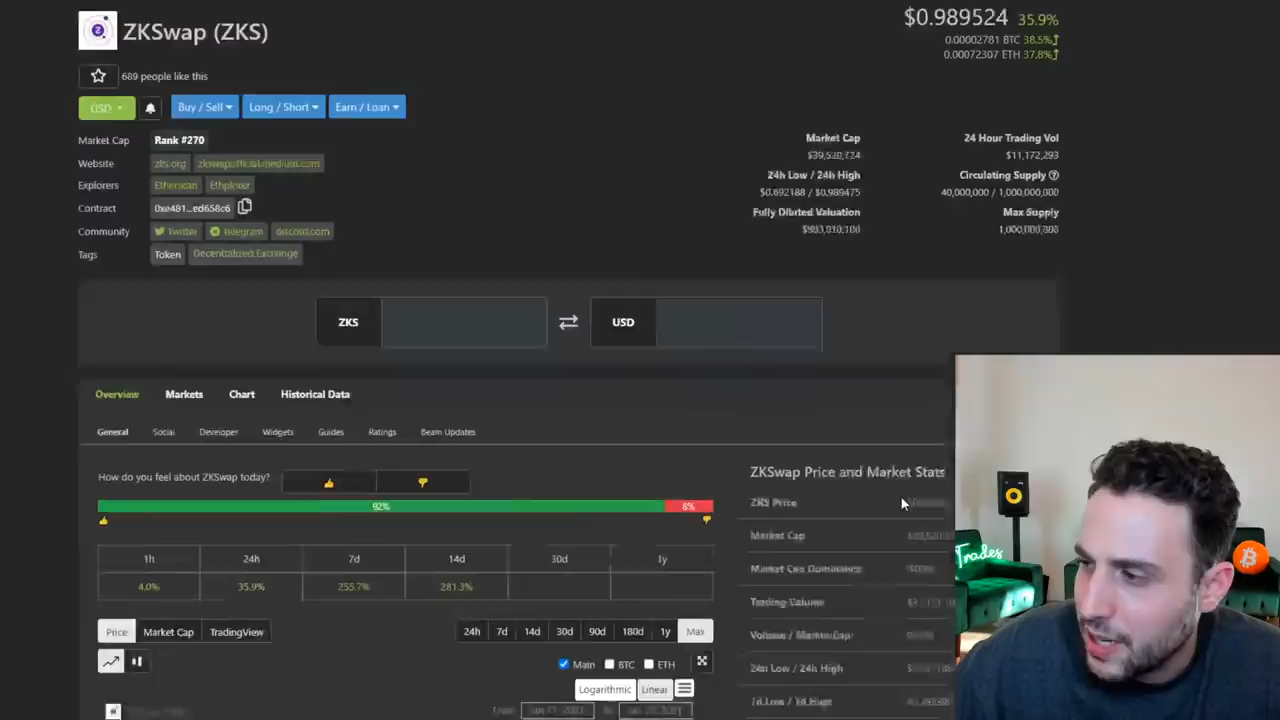 ZKSwap (ZKS)
$0.989524 35.9%
0.00002781 BTC 38.5%
0.00072307 ETH 37.8%
689 people like this
USD
Buy / Sell
Long / Short
Earn / Loan
Market Cap Rank #270
Website zks.org zkswapofficial.medium.com
Explorers Etherscan Ethplorer
Contract 0xe481...ed658c6
Community Twitter Telegram discord.com
Tags Token Decentralized Exchange
Market Cap
24 Hour Trading Vol
$11,172,293
24h Low / 24h High
$0.692188 / $0.989475
Circulating Supply
40,000,000 / 1,000,000,000
Fully Diluted Valuation
Max Supply
ZKS
USD
Overview Markets Chart Historical Data
General Social Developer Widgets Guides Ratings Beam Updates
How do you feel about ZKSwap today?
92% 8%
1h 24h 7d 14d 30d 1y
4.0% 35.9% 255.7% 281.3%
Price Market Cap TradingView
24h 7d 14d 30d 90d 180d 1y Max
Main BTC ETH
Logarithmic Linear
ZKSwap Price and Market Stats
ZKS Price
Market Cap
Market Cap Dominance
Trading Volume
Volume / Market Cap
24h Low / 24h High
7d Low / 7d High
Trades